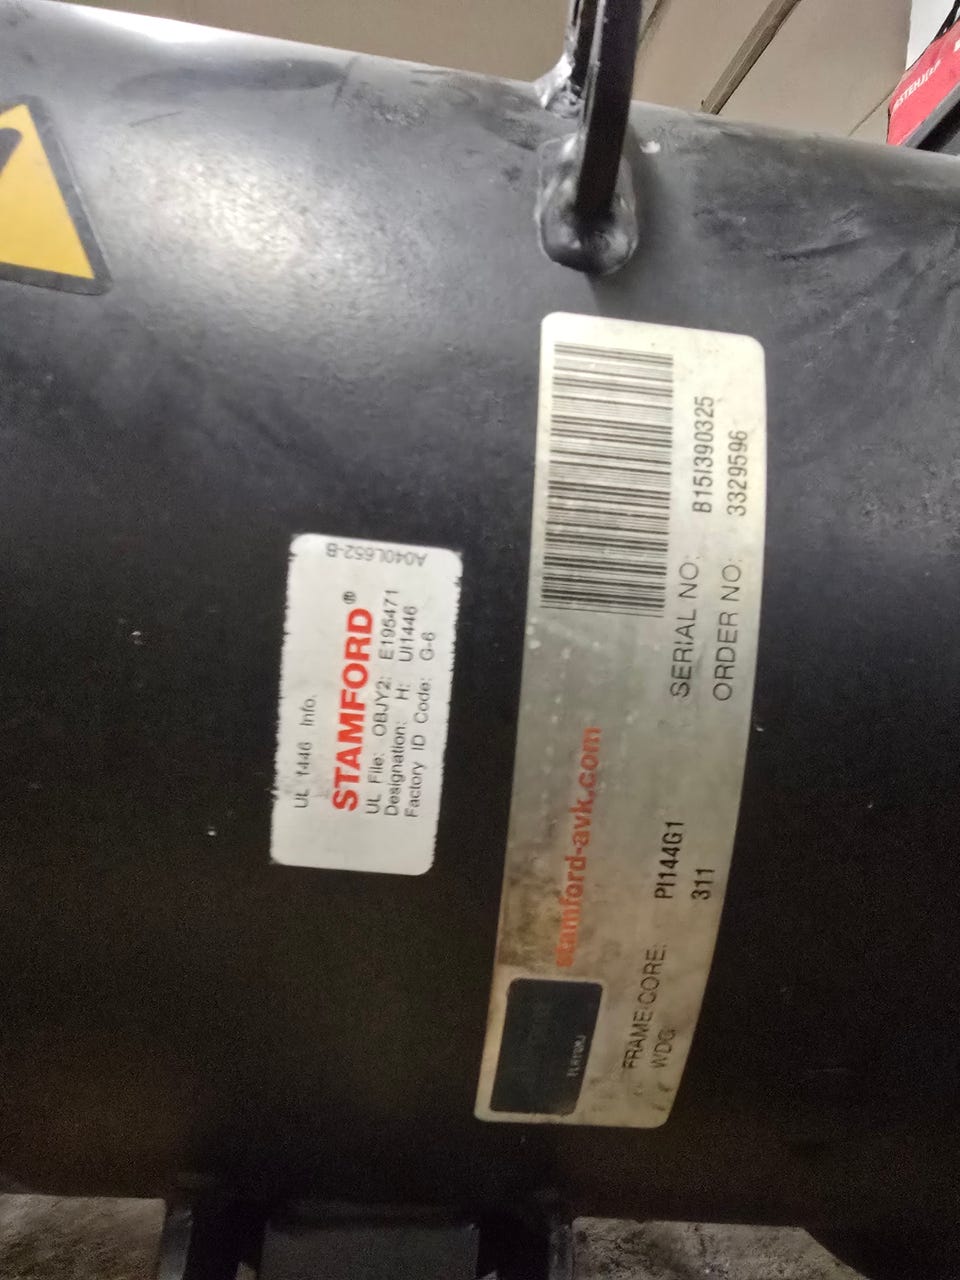 UL 1446 Info.
STAMFORD®
UL File: OBJY2: E195471
Designation: H: UI1446
Factory ID Code: G-6
A040L652-B
stamford-avk.com
FRAME/CORE: PI144G1
WDG 311
SERIAL NO: B15I390325
ORDER NO: 3329596